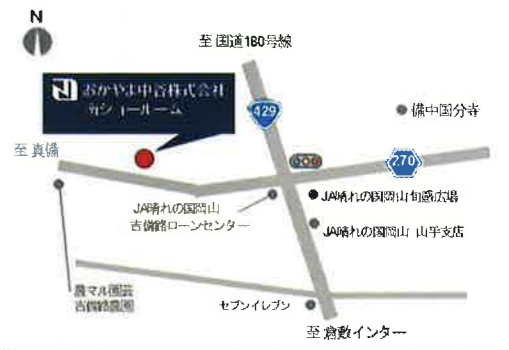 N
至 国道180号線
おかやま中谷株式会社
ショールーム
429
備中国分寺
至 真備
270
JA晴れの国岡山
吉備路ローンセンター
JA晴れの国岡山 旬感広場
JA晴れの国岡山 山手支店
農マル園芸
吉備路農園
セブンイレブン
至 倉敷インター